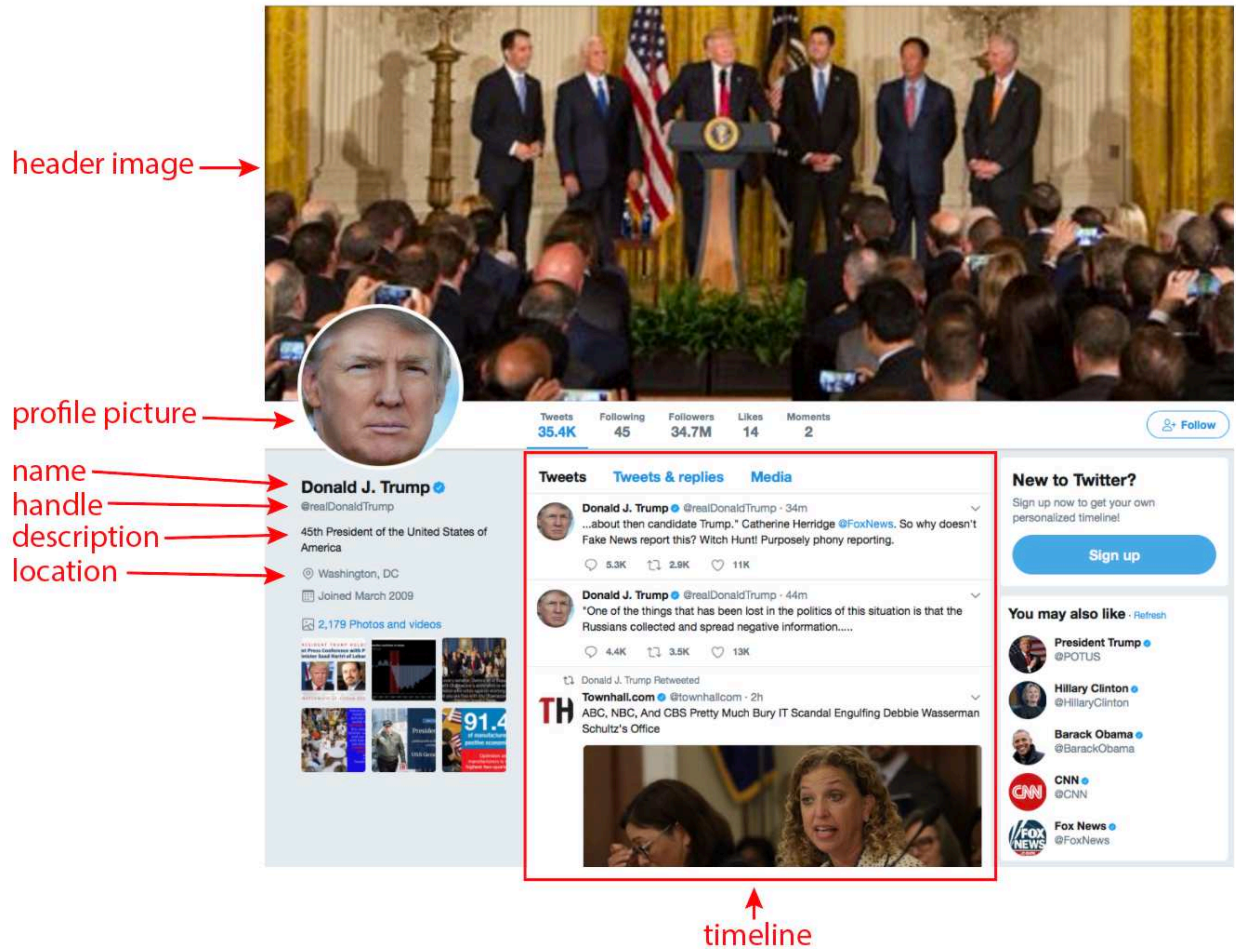 header image
profile picture
name
handle
description
location
Tweets Following Followers Likes Moments
35.4K 45 34.7M 14 2
Follow
Donald J. Trump
@realDonaldTrump
45th President of the United States of
America
Washington, DC
Joined March 2009
2,179 Photos and videos
91.4
Tweets Tweets & replies Media
Donald J. Trump @realDonaldTrump · 34m
...about then candidate Trump." Catherine Herridge @FoxNews. So why doesn't
Fake News report this? Witch Hunt! Purposely phony reporting.
5.3K 2.9K 11K
Donald J. Trump @realDonaldTrump · 44m
"One of the things that has been lost in the politics of this situation is that the
Russians collected and spread negative information.....
4.4K 3.5K 13K
Donald J. Trump Retweeted
TH
Townhall.com @townhallcom · 2h
ABC, NBC, And CBS Pretty Much Bury IT Scandal Engulfing Debbie Wasserman
Schultz's Office
New to Twitter?
Sign up now to get your own
personalized timeline!
Sign up
You may also like · Refresh
President Trump
@POTUS
Hillary Clinton
@HillaryClinton
Barack Obama
@BarackObama
CNN
CNN
@CNN
FOX
NEWS
Fox News
@FoxNews
timeline